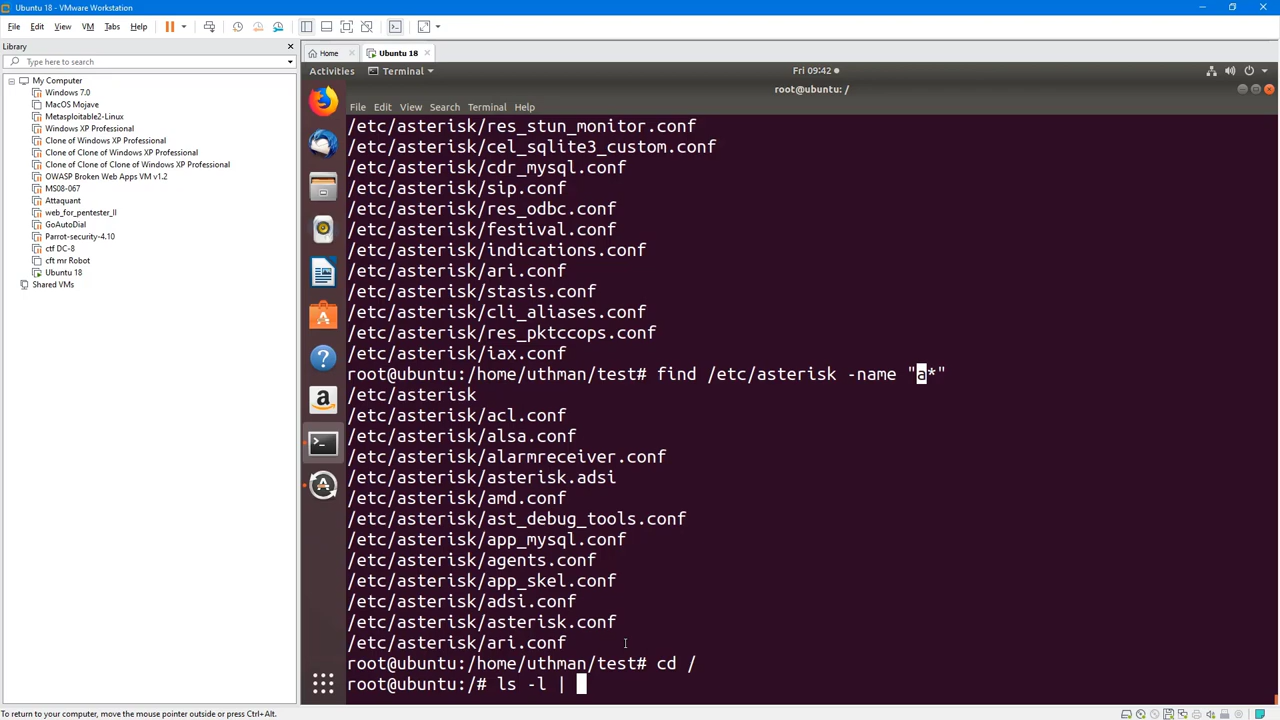 Ubuntu 18 - VMware Workstation
File Edit View VM Tabs Help
Library
Type here to search
My Computer
Windows 7.0
MacOS Mojave
Metasploitable2-Linux
Windows XP Professional
Clone of Windows XP Professional
Clone of Clone of Windows XP Professional
Clone of Clone of Clone of Windows XP Professional
OWASP Broken Web Apps VM v1.2
MS08-067
Attaquant
web_for_pentester_II
GoAutoDial
Parrot-security-4.10
ctf DC-8
cft mr Robot
Ubuntu 18
Shared VMs
Home Ubuntu 18
Activities Terminal Fri 09:42
root@ubuntu: /
File Edit View Search Terminal Help
/etc/asterisk/res_stun_monitor.conf
/etc/asterisk/cel_sqlite3_custom.conf
/etc/asterisk/cdr_mysql.conf
/etc/asterisk/sip.conf
/etc/asterisk/res_odbc.conf
/etc/asterisk/festival.conf
/etc/asterisk/indications.conf
/etc/asterisk/ari.conf
/etc/asterisk/stasis.conf
/etc/asterisk/cli_aliases.conf
/etc/asterisk/res_pktccops.conf
/etc/asterisk/iax.conf
root@ubuntu:/home/uthman/test# find /etc/asterisk -name "a*"
/etc/asterisk
/etc/asterisk/acl.conf
/etc/asterisk/alsa.conf
/etc/asterisk/alarmreceiver.conf
/etc/asterisk/asterisk.adsi
/etc/asterisk/amd.conf
/etc/asterisk/ast_debug_tools.conf
/etc/asterisk/app_mysql.conf
/etc/asterisk/agents.conf
/etc/asterisk/app_skel.conf
/etc/asterisk/adsi.conf
/etc/asterisk/asterisk.conf
/etc/asterisk/ari.conf
root@ubuntu:/home/uthman/test# cd /
root@ubuntu:/# ls -l |
To return to your computer, move the mouse pointer outside or press Ctrl+Alt.